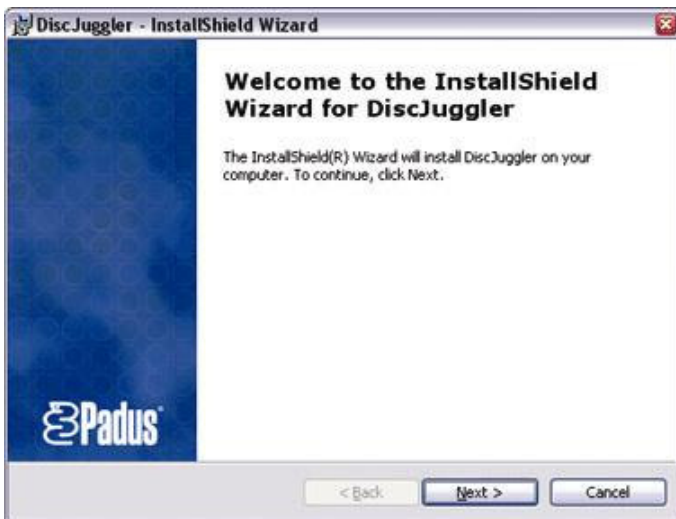 DiscJuggler - InstallShield Wizard
Welcome to the InstallShield
Wizard for DiscJuggler
The InstallShield(R) Wizard will install DiscJuggler on your
computer. To continue, click Next.
Padus
< Back
Next >
Cancel